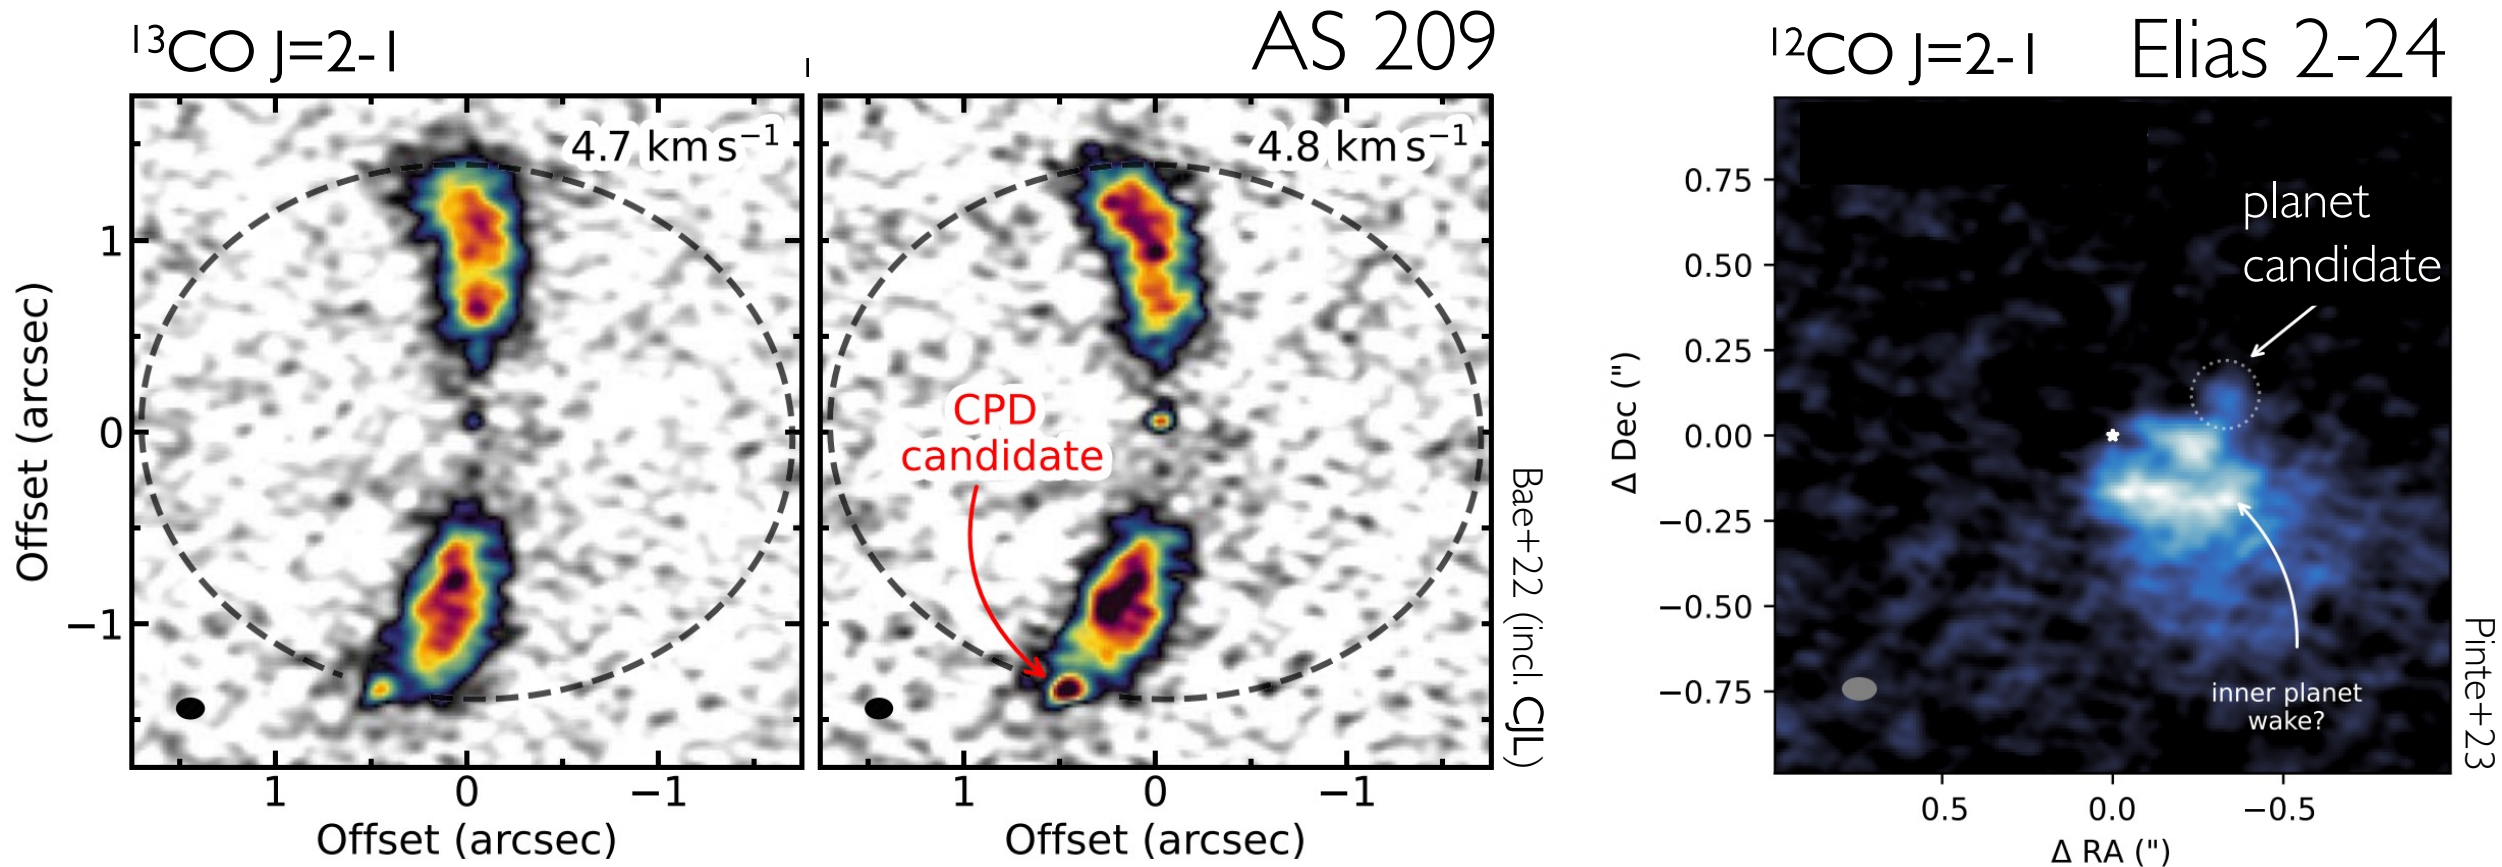 ¹³CO J=2-1
AS 209
4.7 km s⁻¹
4.8 km s⁻¹
CPD
candidate
Offset (arcsec)
1
0
−1
1
0
−1
Offset (arcsec)
1
0
−1
Offset (arcsec)
Bae+22 (incl. CJL)
¹²CO J=2-1
Elias 2-24
planet
candidate
inner planet
wake?
Δ Dec (")
0.75
0.50
0.25
0.00
−0.25
−0.50
−0.75
0.5
0.0
−0.5
Δ RA (")
Pinte+23